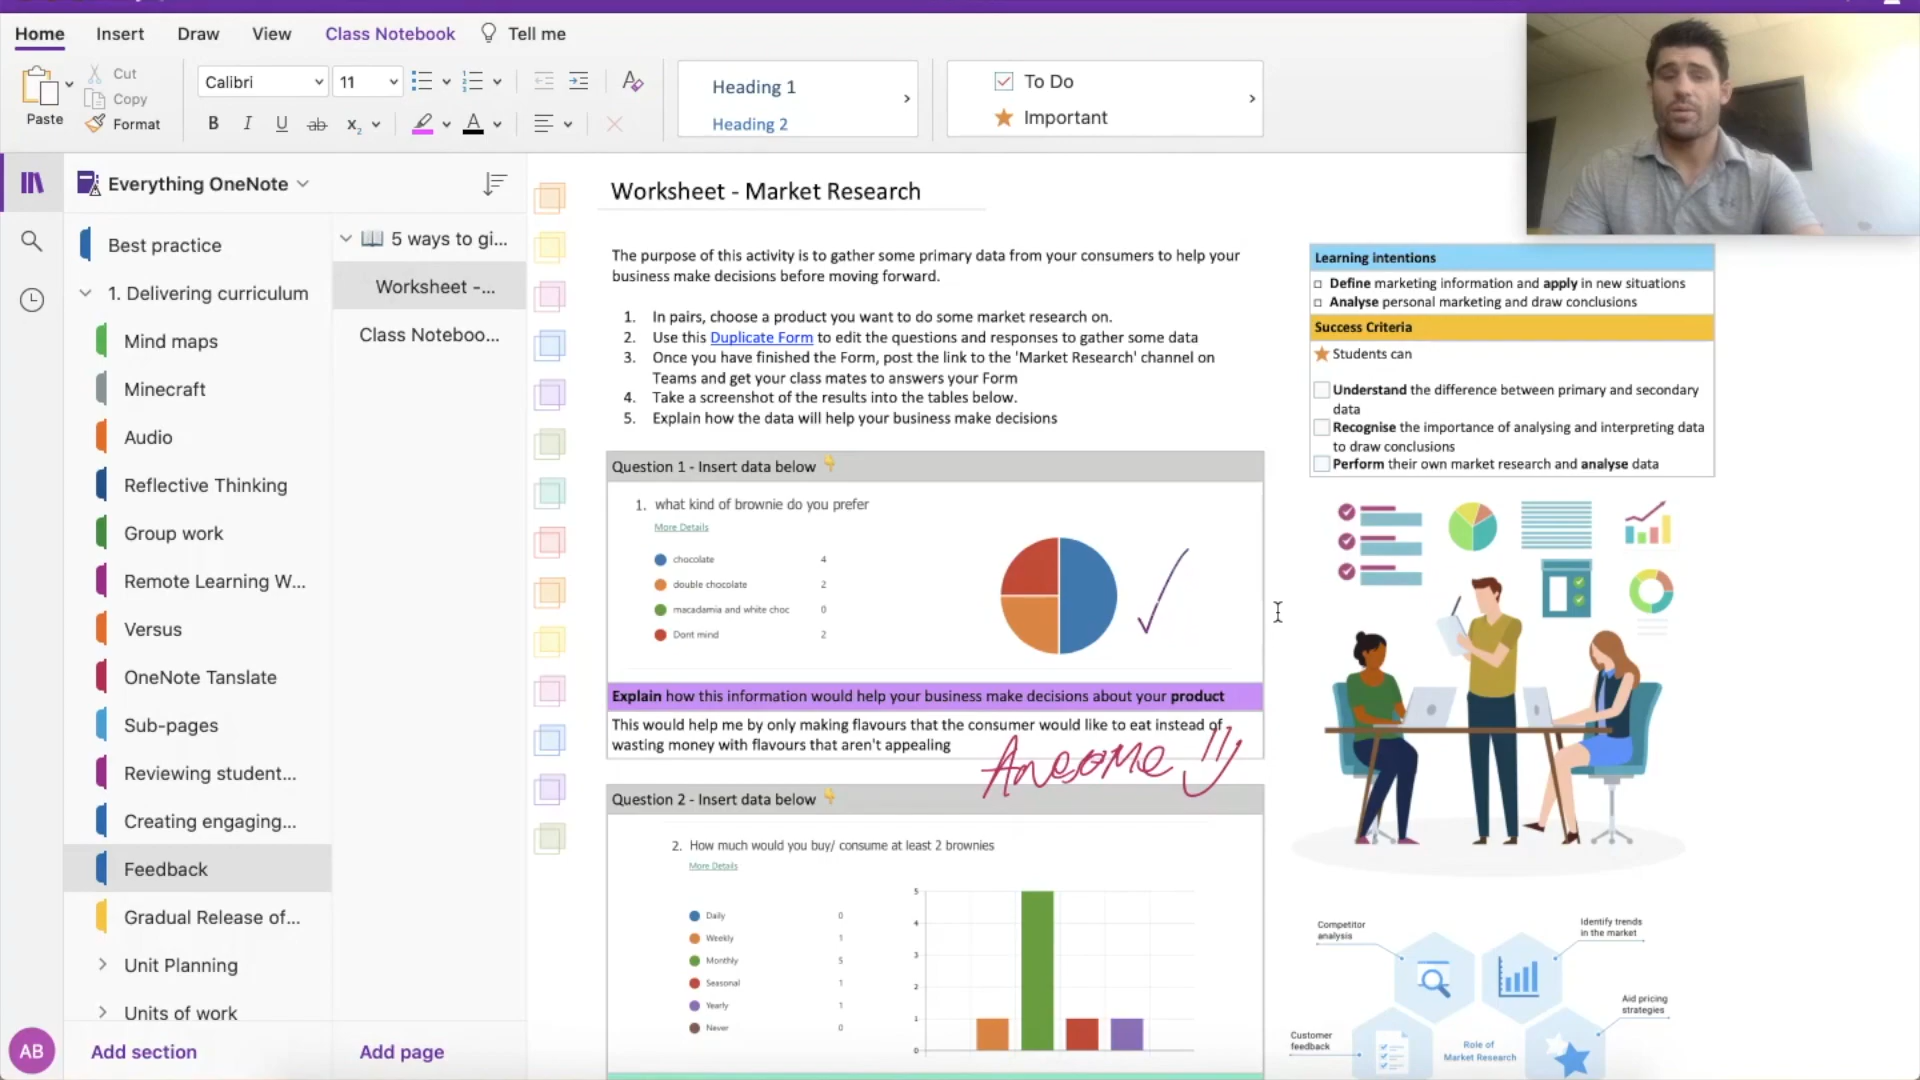 Home
Insert
Draw
View
Class Notebook
Tell me
Paste
Cut
Copy
Format
Calibri
11
B I U ab x₂ A
Heading 1
Heading 2
To Do
Important
Everything OneNote
Best practice
1. Delivering curriculum
Mind maps
Minecraft
Audio
Reflective Thinking
Group work
Remote Learning W...
Versus
OneNote Tanslate
Sub-pages
Reviewing student...
Creating engaging...
Feedback
Gradual Release of...
Unit Planning
Units of work
AB
Add section
5 ways to gi...
Worksheet -...
Class Noteboo...
Add page
Worksheet - Market Research
The purpose of this activity is to gather some primary data from your consumers to help your
business make decisions before moving forward.
1. In pairs, choose a product you want to do some market research on.
2. Use this Duplicate Form to edit the questions and responses to gather some data
3. Once you have finished the Form, post the link to the 'Market Research' channel on
Teams and get your class mates to answers your Form
4. Take a screenshot of the results into the tables below.
5. Explain how the data will help your business make decisions
Question 1 - Insert data below
1. what kind of brownie do you prefer
More Details
chocolate 4
double chocolate 2
macadamia and white choc 0
Dont mind 2
Explain how this information would help your business make decisions about your product
This would help me by only making flavours that the consumer would like to eat instead of
wasting money with flavours that aren't appealing
Awesome !!
Question 2 - Insert data below
2. How much would you buy/ consume at least 2 brownies
More Details
Daily 0
Weekly 1
Monthly 5
Seasonal 1
Yearly 1
Never 0
5
4
3
2
1
0
Learning intentions
Define marketing information and apply in new situations
Analyse personal marketing and draw conclusions
Success Criteria
Students can
Understand the difference between primary and secondary
data
Recognise the importance of analysing and interpreting data
to draw conclusions
Perform their own market research and analyse data
Competitor
analysis
Identify trends
in the market
Aid pricing
strategies
Customer
feedback
Role of
Market Research